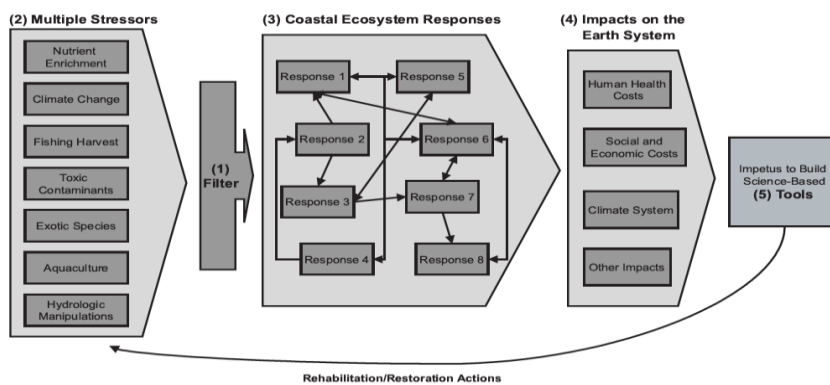 (2) Multiple Stressors
Nutrient
Enrichment
Climate Change
Fishing Harvest
Toxic
Contaminants
Exotic Species
Aquaculture
Hydrologic
Manipulations
(1)
Filter
(3) Coastal Ecosystem Responses
Response 1
Response 5
Response 2
Response 6
Response 3
Response 7
Response 4
Response 8
(4) Impacts on the
Earth System
Human Health
Costs
Social and
Economic Costs
Climate System
Other Impacts
Impetus to Build
Science-Based
(5) Tools
Rehabilitation/Restoration Actions